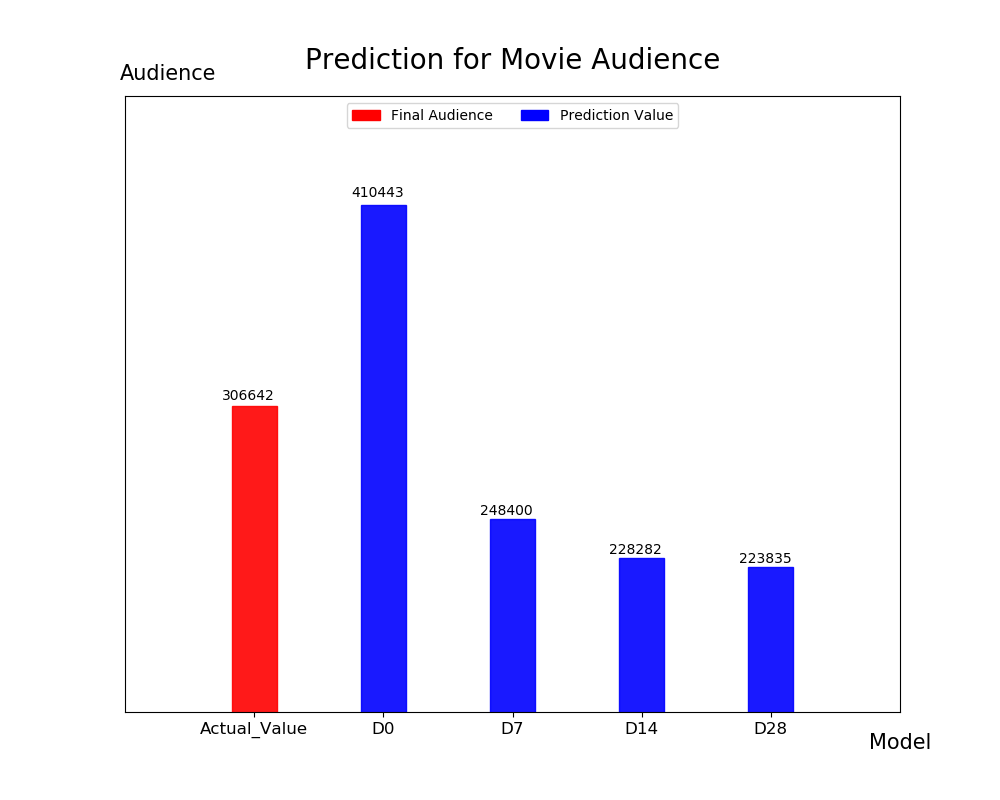 Prediction for Movie Audience
Audience
Final Audience Prediction Value
410443
306642
248400
228282
223835
Actual_Value D0 D7 D14 D28
Model